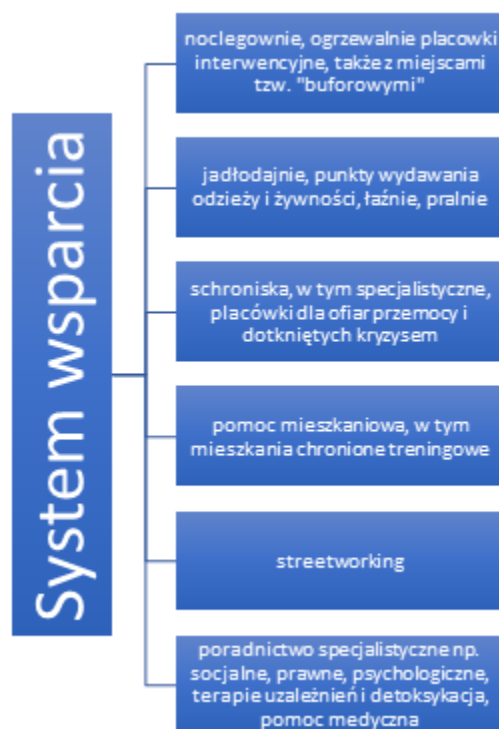 System wsparcia
noclegownie, ogrzewalnie placowki
interwencyjne, także z miejscami
tzw. "buforowymi"
jadłodajnie, punkty wydawania
odzieży i żywności, łaźnie, pralnie
schroniska, w tym specjalistyczne,
placówki dla ofiar przemocy i
dotkniętych kryzysem
pomoc mieszkaniowa, w tym
mieszkania chronione treningowe
streetworking
poradnictwo specjalistyczne np.
socjalne, prawne, psychologiczne,
terapie uzależnień i detoksykacja,
pomoc medyczna